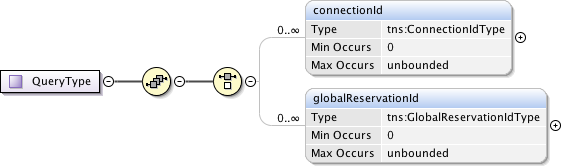 connectionId
0..∞
Type tns:ConnectionIdType
Min Occurs 0
Max Occurs unbounded
QueryType
globalReservationId
0..∞
Type tns:GlobalReservationIdType
Min Occurs 0
Max Occurs unbounded